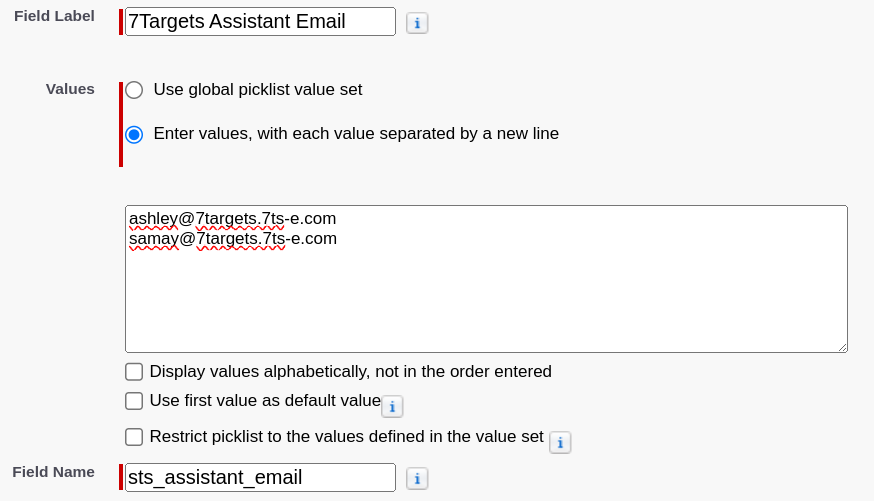 Field Label 7Targets Assistant Email i
Values Use global picklist value set
Enter values, with each value separated by a new line
ashley@7targets.7ts-e.com
samay@7targets.7ts-e.com
Display values alphabetically, not in the order entered
Use first value as default value i
Restrict picklist to the values defined in the value set i
Field Name sts_assistant_email i